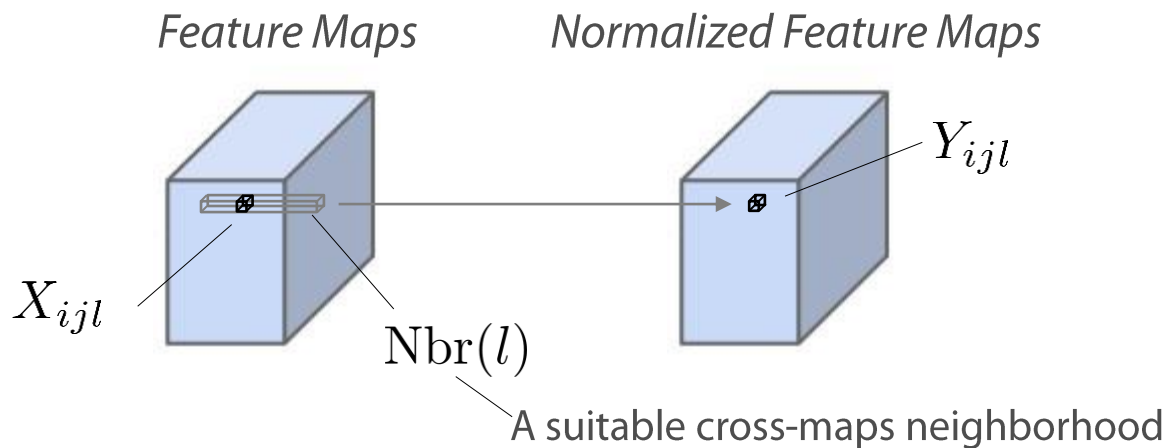 Feature Maps
Normalized Feature Maps
Y_{ijl}
X_{ijl}
Nbr(l)
A suitable cross-maps neighborhood